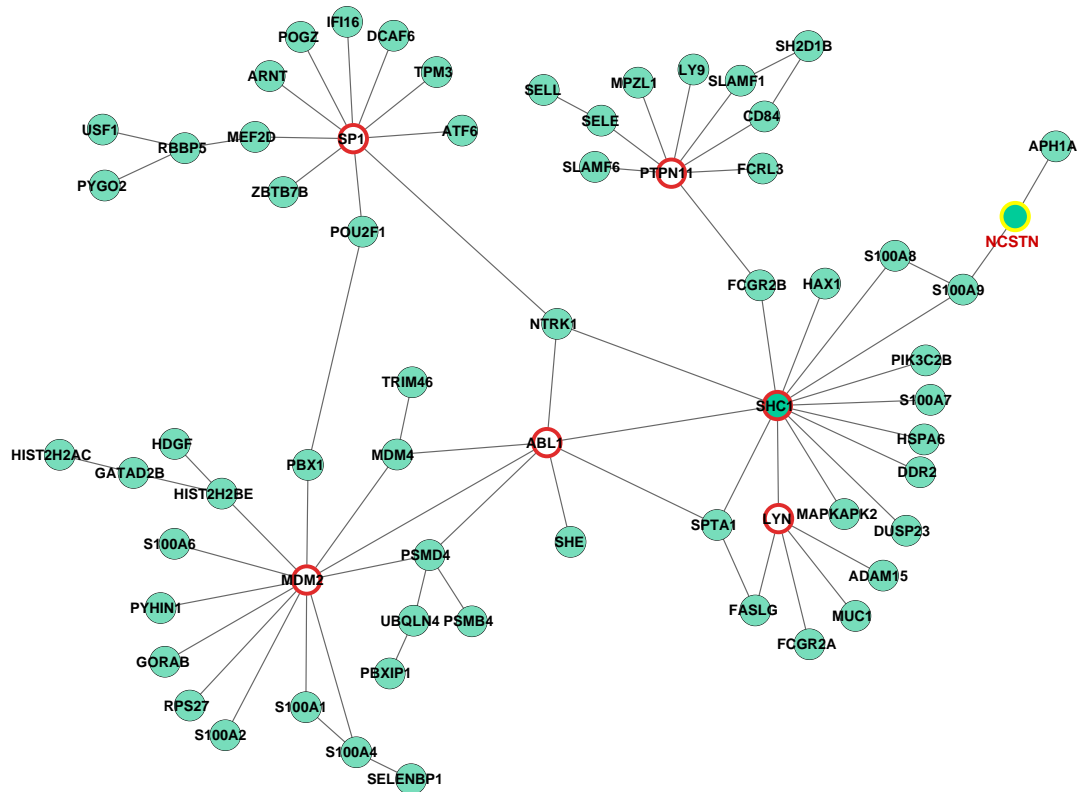 IFI16
POGZ
DCAF6
SH2D1B
ARNT
TPM3
LY9
MPZL1
SLAMF1
SELL
CD84
SELE
USF1
MEF2D
SP1
ATF6
RBBP5
APH1A
SLAMF6
PTPN11
FCRL3
PYGO2
ZBTB7B
POU2F1
NCSTN
S100A8
FCGR2B
HAX1
S100A9
NTRK1
PIK3C2B
TRIM46
S100A7
SHC1
HSPA6
ABL1
HDGF
HIST2H2AC
MDM4
PBX1
GATAD2B
DDR2
HIST2H2BE
MAPKAPK2
LYN
SPTA1
DUSP23
S100A6
SHE
PSMD4
ADAM15
MDM2
PYHIN1
FASLG
MUC1
UBQLN4
PSMB4
FCGR2A
GORAB
PBXIP1
RPS27
S100A1
S100A2
S100A4
SELENBP1